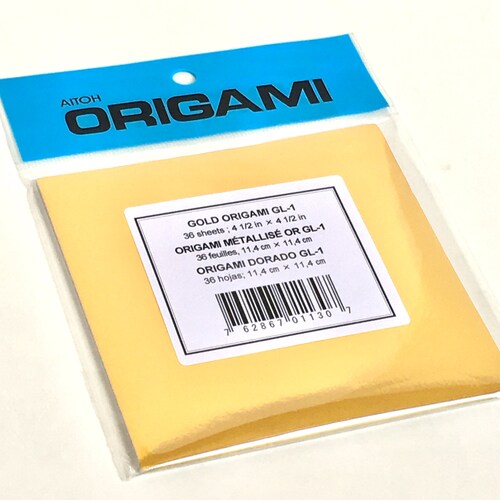 AITOH
ORIGAMI
GOLD ORIGAMI GL-1
36 sheets ; 4 1/2 in × 4 1/2 in
ORIGAMI MÉTALLISÉ OR GL-1
36 feuilles, 11,4 cm × 11,4 cm
ORIGAMI DORADO GL-1
36 hojas; 11,4 cm × 11,4 cm
7 62867 01130 7